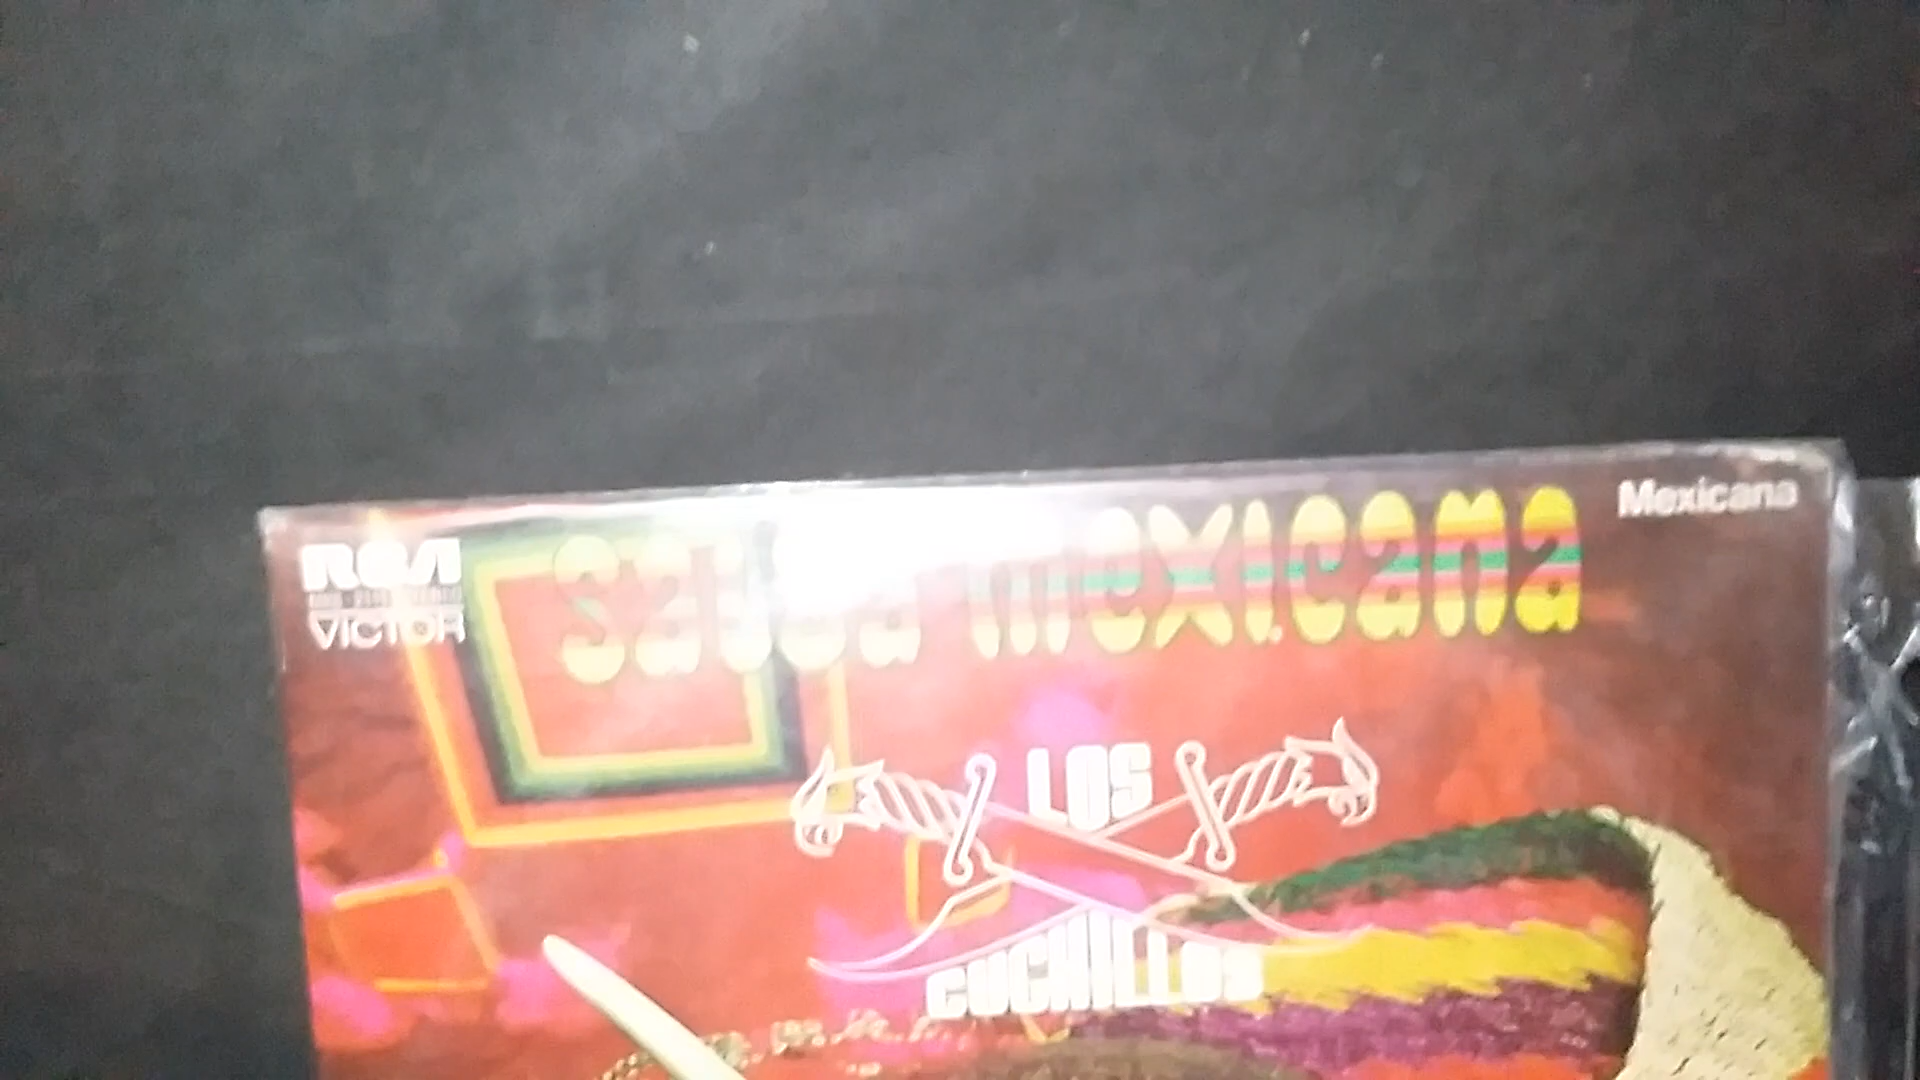 salsa mexicana
Mexicana
RCA
VICTOR
LOS
CUCHILLOS